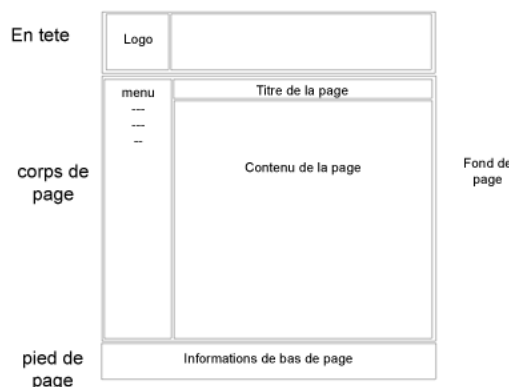 En tete
Logo
menu
---
---
--
Titre de la page
Contenu de la page
corps de
page
Fond de
page
pied de
page
Informations de bas de page